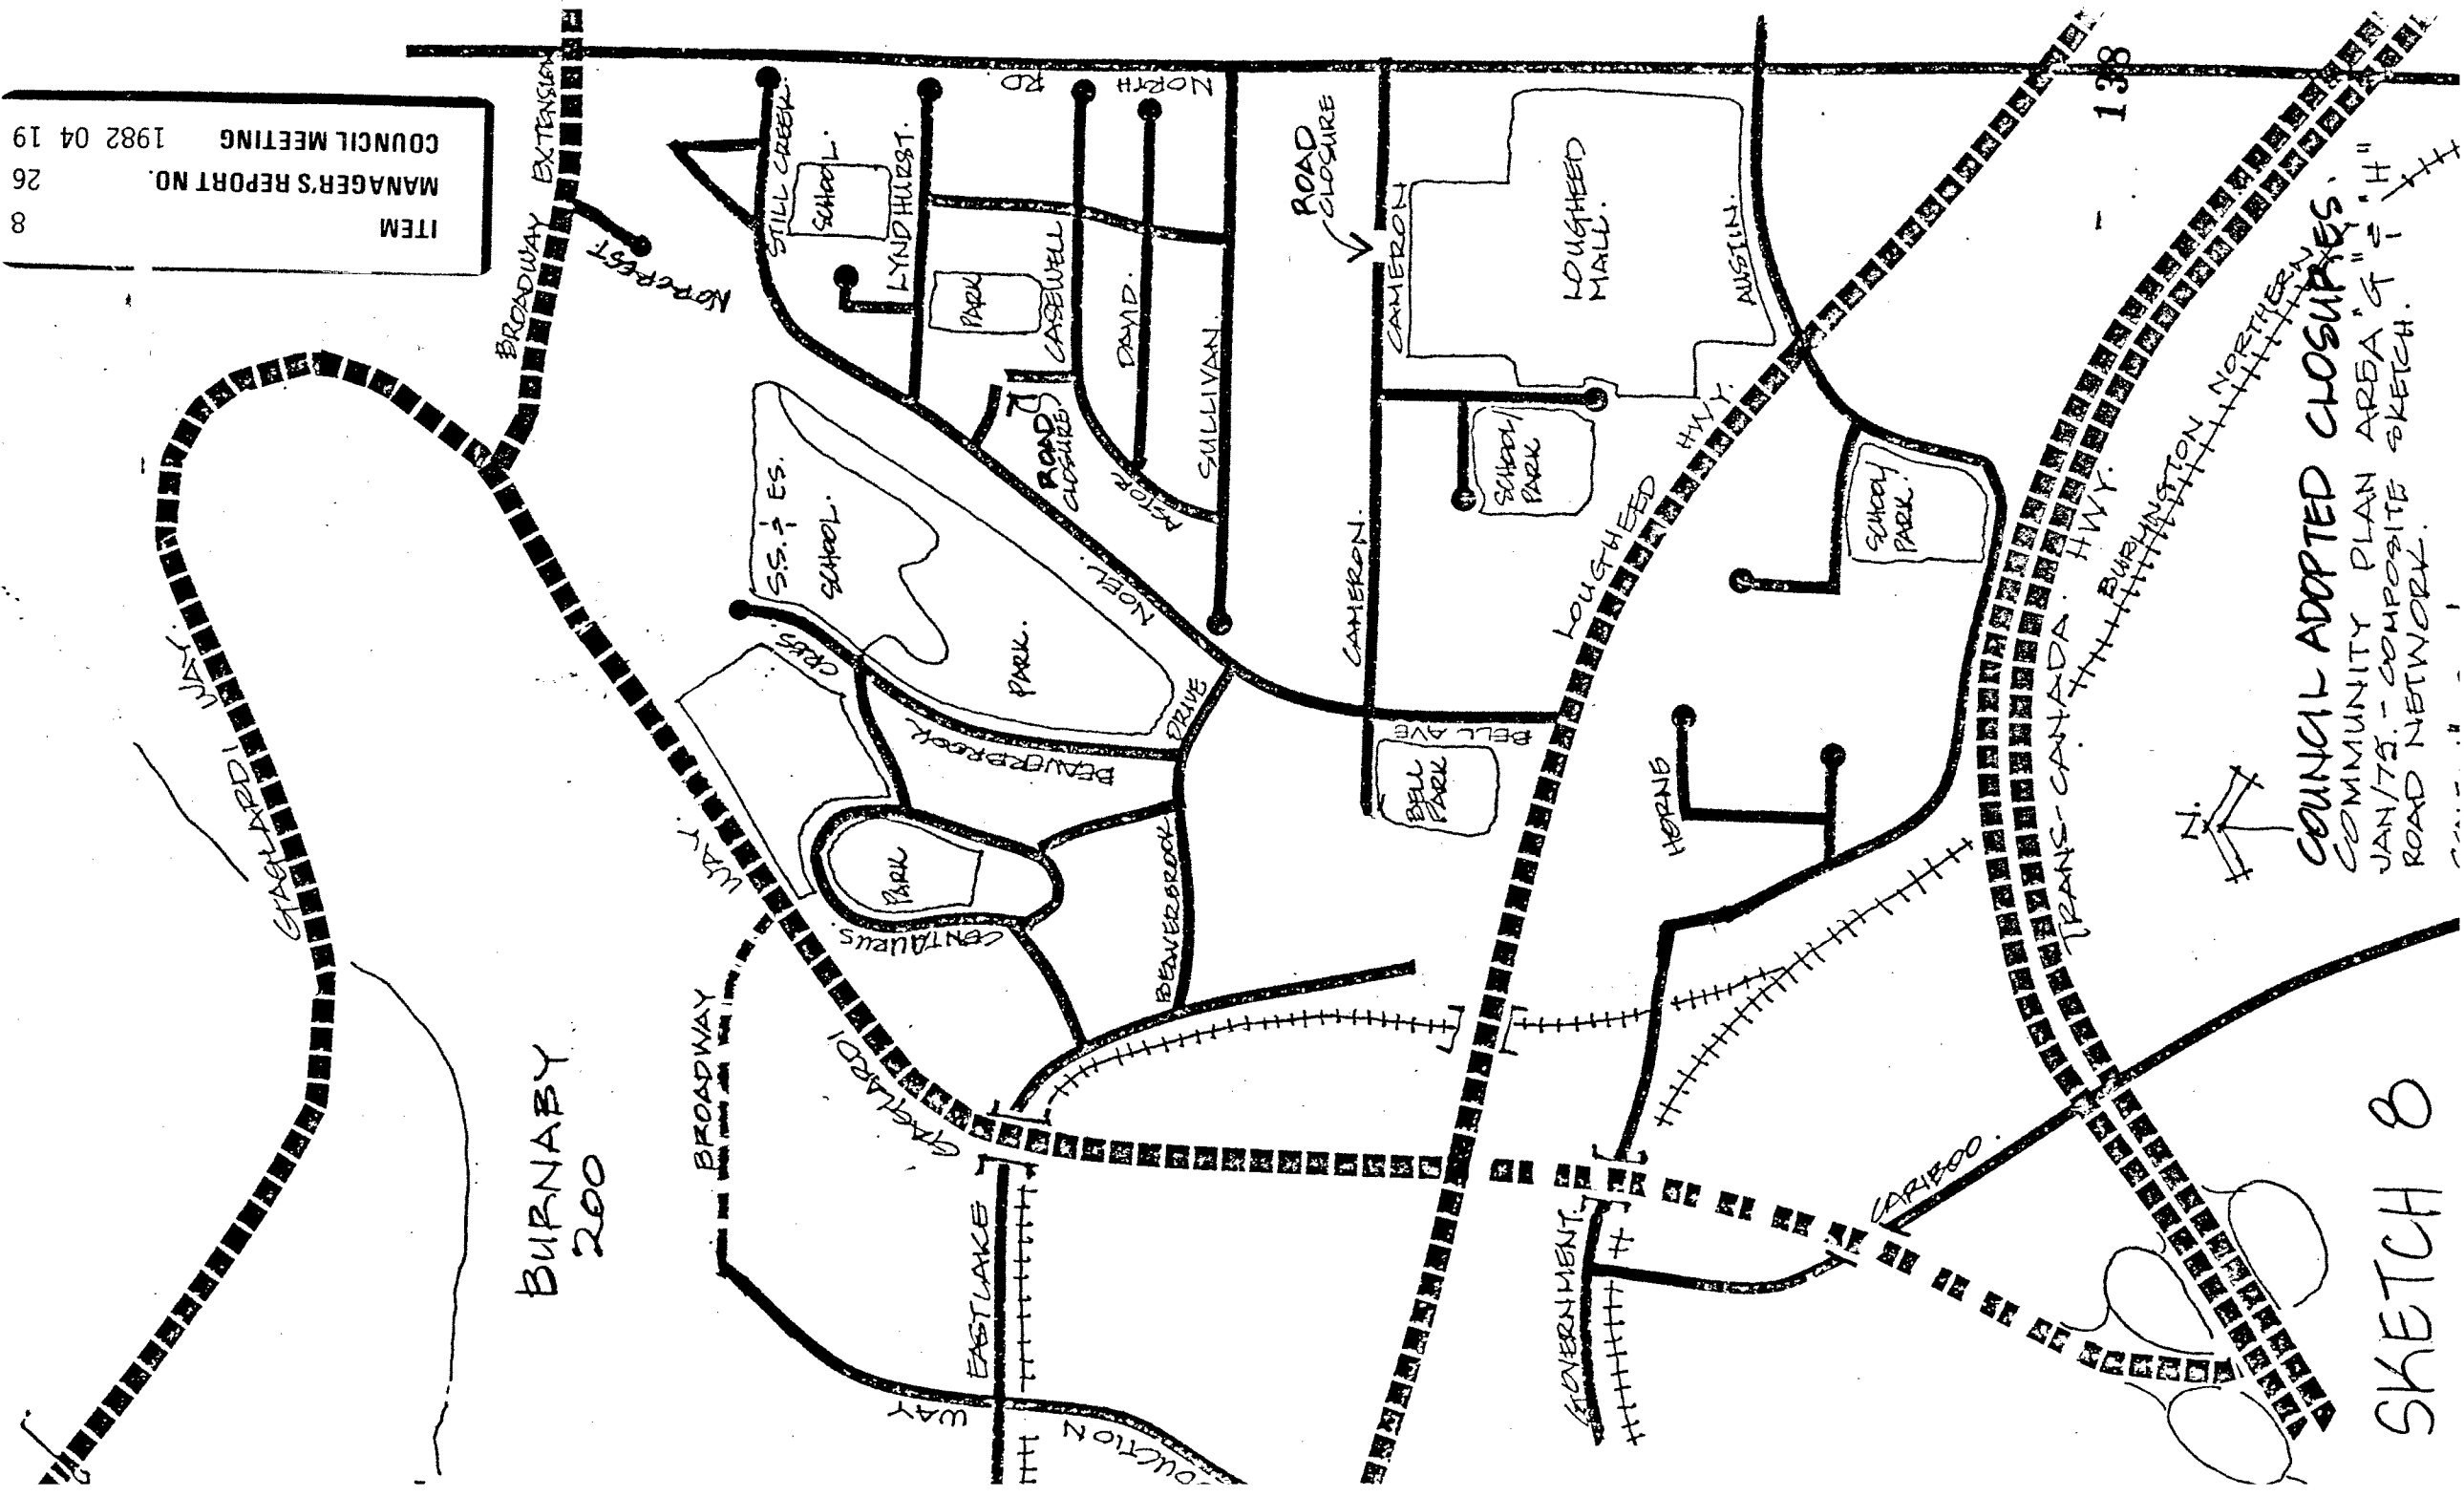 ITEM 8
MANAGER'S REPORT NO. 26
COUNCIL MEETING 1982 04 19
BROADWAY EXTENSION
NORCREST
STILL CREEK.
SCHOOL.
LYNDHURST.
NORTH RD
PARK
CASEWELL
DAVID.
SULLIVAN.
ROAD CLOSURE
ASTOR
ROAD
CLOSURE
CAMERON
LOUGHEED
MALL.
AUSTIN.
138
S.S. & ES.
SCHOOL.
NOEL.
PARK.
DRIVE
CRES.
BEAVERBROOK
CAMERON.
SCHOOL/
PARK
LOUGHEED HWY.
SCHOOL/
PARK.
BELL AVE
BELL
PARK
HORNE
GAGLARDI WAY
WAY.
PARK
CENTAURUS
BEAVERBROOK
BROADWAY
GAGLARDI
BURNABY
200
EASTLAKE
WAY
OUCTION
GOVERNMENT.
CARIBOO.
TRANS-CANADA. HWY.
BURLINGTON NORTHERN
N.
COUNCIL ADOPTED CLOSURES.
COMMUNITY PLAN AREA "G" & "H"
JAN/75. - COMPOSITE SKETCH.
ROAD NETWORK.
SKETCH 8